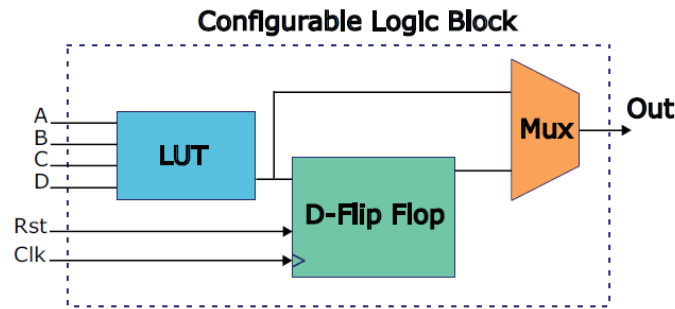 Configurable Logic Block
A
B
C
D
LUT
Mux
Out
D-Flip Flop
Rst
Clk